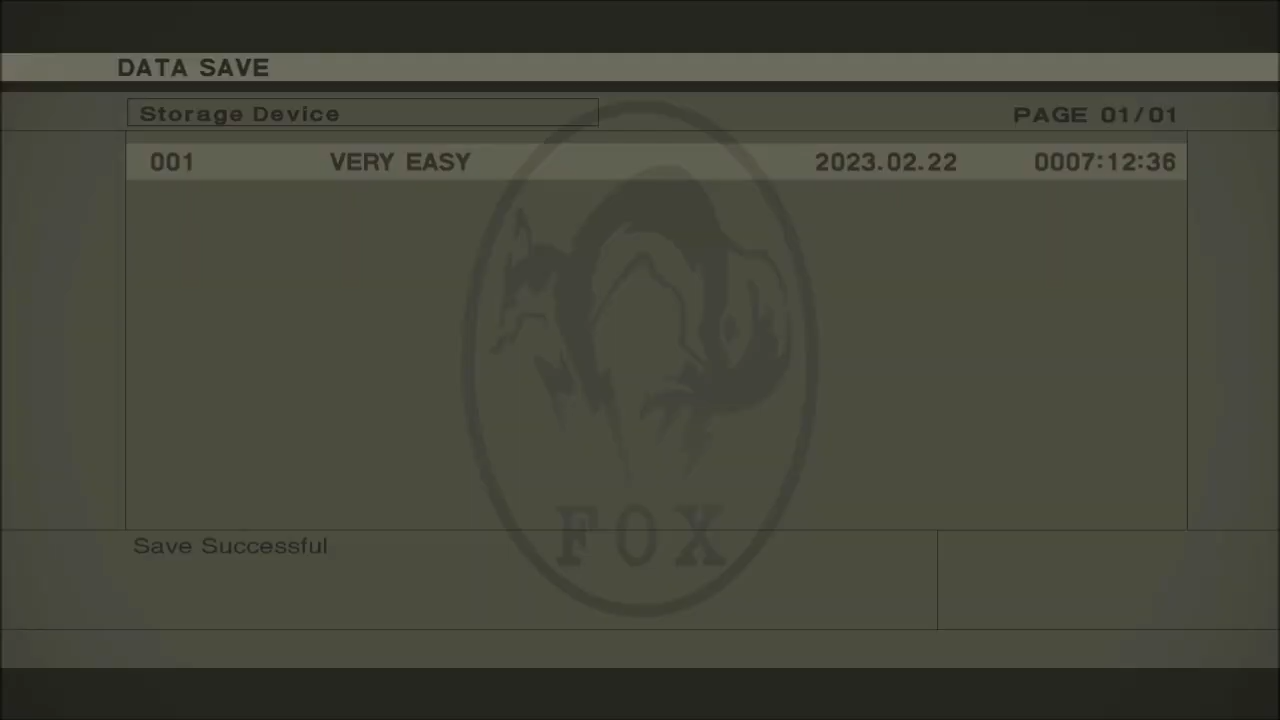 DATA SAVE
Storage Device PAGE 01/01
001 VERY EASY 2023.02.22 0007:12:36
FOX
Save Successful